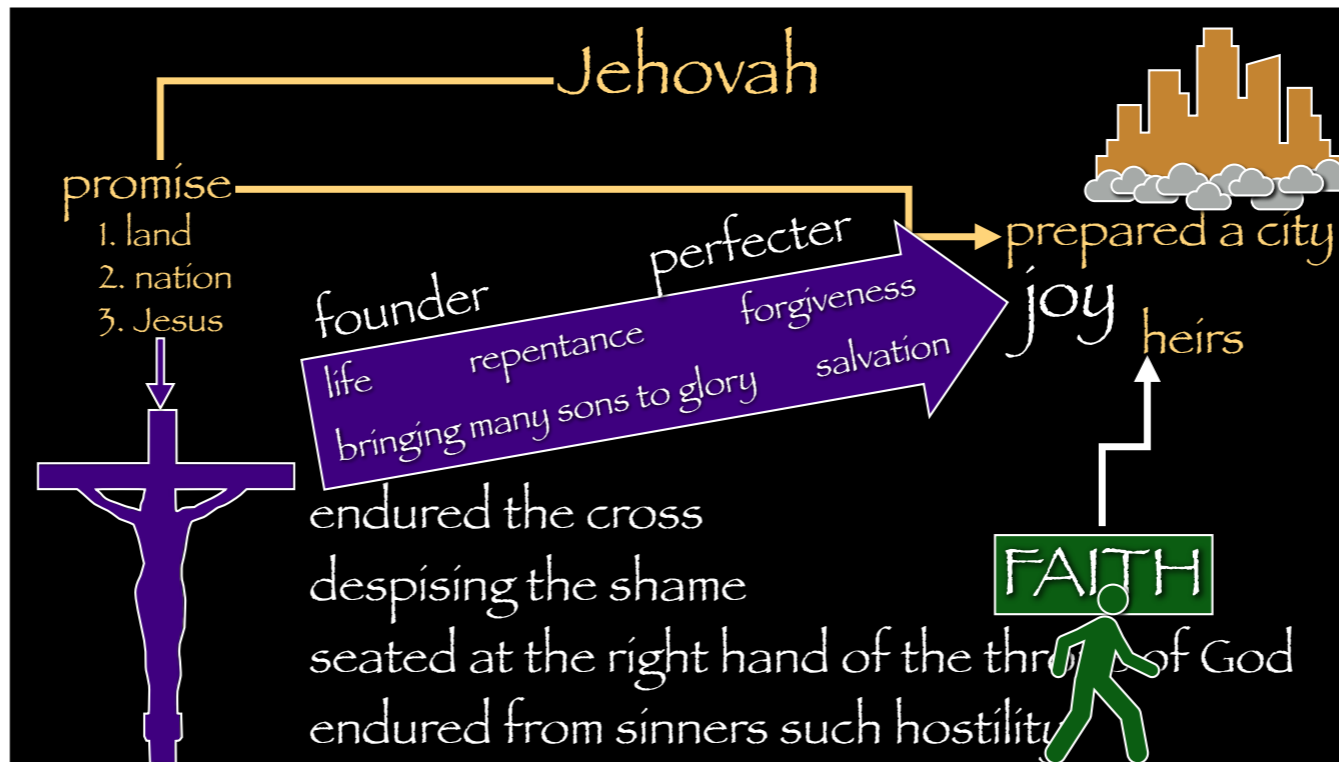 Jehovah
promise
1. land
2. nation
3. Jesus
prepared a city
joy
heirs
founder
perfecter
life
repentance
forgiveness
bringing many sons to glory
salvation
endured the cross
despising the shame
FAITH
seated at the right hand of the throne of God
endured from sinners such hostility